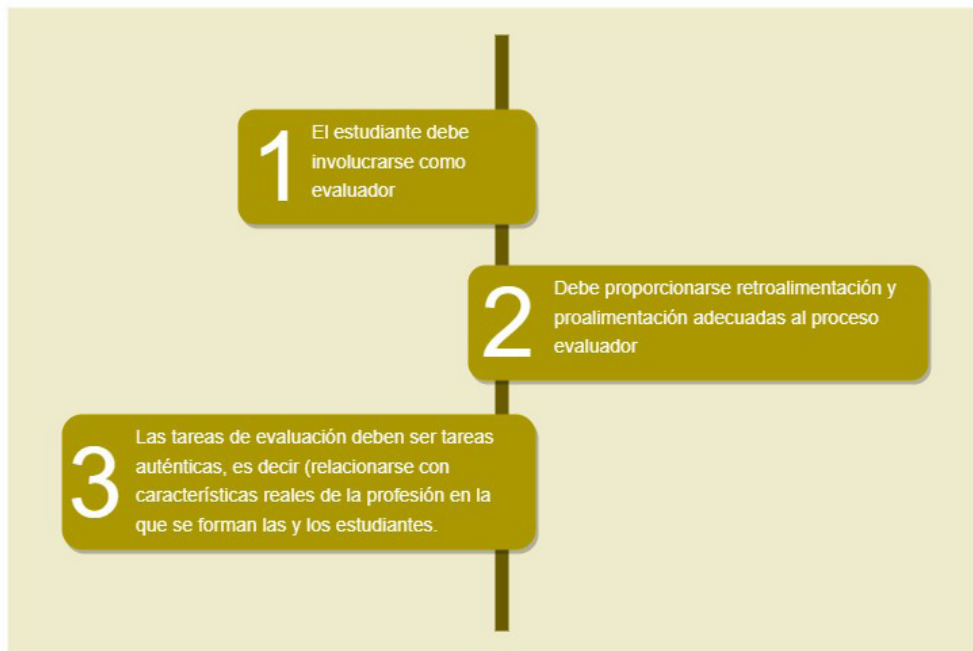 1
El estudiante debe
involucrarse como
evaluador
2
Debe proporcionarse retroalimentación y
proalimentación adecuadas al proceso
evaluador
3
Las tareas de evaluación deben ser tareas
auténticas, es decir (relacionarse con
características reales de la profesión en la
que se forman las y los estudiantes.